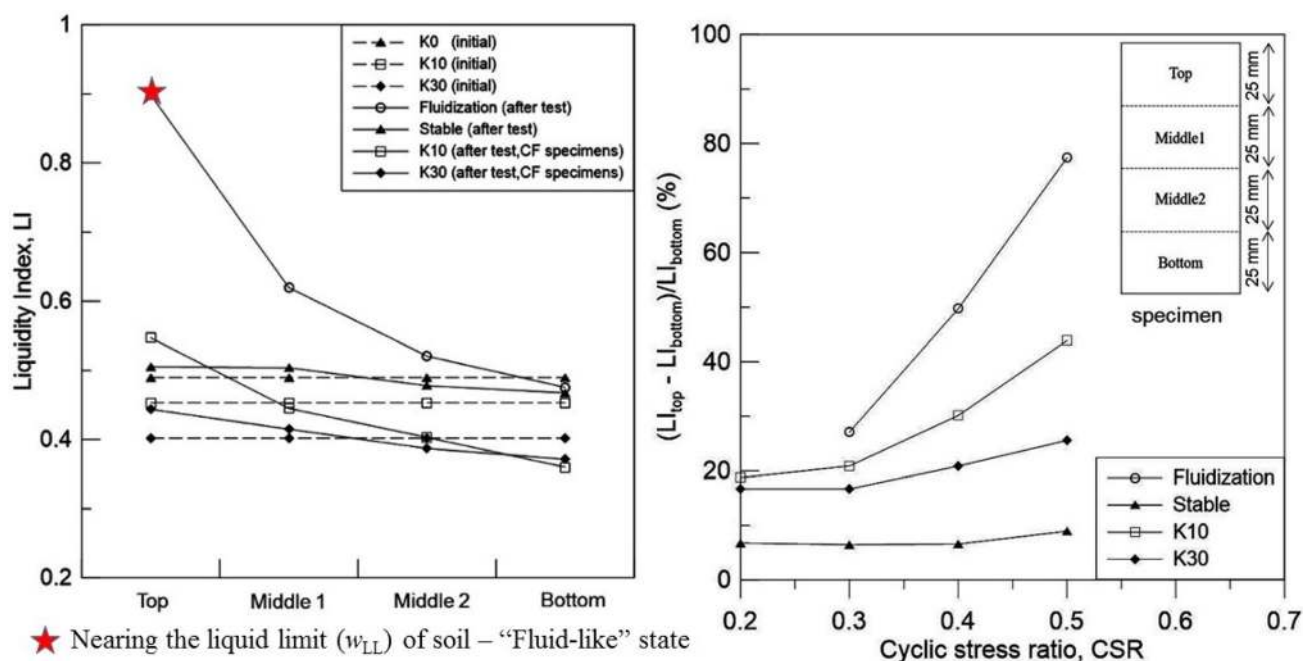 1
0.8
0.6
0.4
0.2
Liquidity Index, LI
K0 (initial)
K10 (initial)
K30 (initial)
Fluidization (after test)
Stable (after test)
K10 (after test,CF specimens)
K30 (after test,CF specimens)
Top Middle 1 Middle 2 Bottom
Nearing the liquid limit (wLL) of soil – “Fluid-like” state
100
80
60
40
20
0
(LItop - LIbottom)/LIbottom (%)
Top 25 mm
Middle1 25 mm
Middle2 25 mm
Bottom 25 mm
specimen
Fluidization
Stable
K10
K30
0.2 0.3 0.4 0.5 0.6 0.7
Cyclic stress ratio, CSR